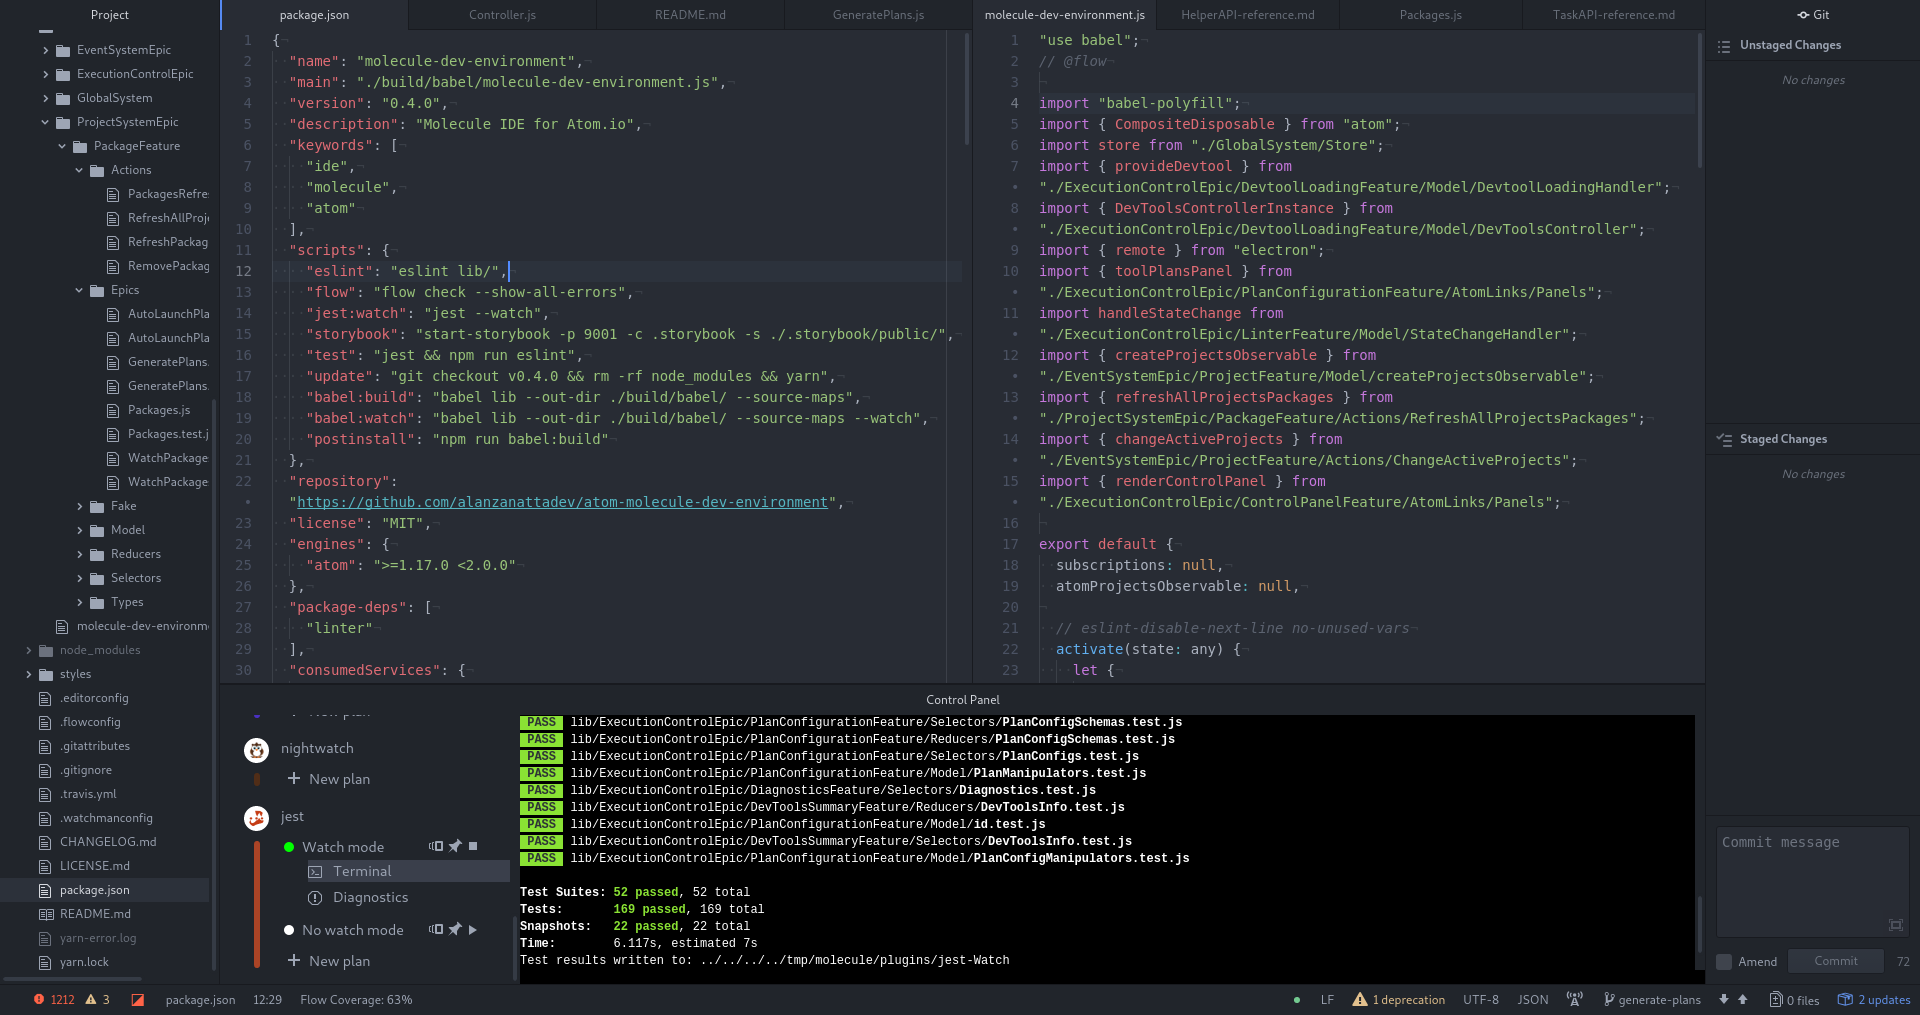 Project
EventSystemEpic
ExecutionControlEpic
GlobalSystem
ProjectSystemEpic
PackageFeature
Actions
PackagesRefre
RefreshAllProj
RefreshPackag
RemovePackag
Epics
AutoLaunchPla
AutoLaunchPla
GeneratePlans.
GeneratePlans.
Packages.js
Packages.test.j
WatchPackage
WatchPackage
Fake
Model
Reducers
Selectors
Types
molecule-dev-environm
node_modules
styles
.editorconfig
.flowconfig
.gitattributes
.gitignore
.travis.yml
.watchmanconfig
CHANGELOG.md
LICENSE.md
package.json
README.md
yarn-error.log
yarn.lock
package.json Controller.js README.md GeneratePlans.js
1 {
2 "name": "molecule-dev-environment",
3 "main": "./build/babel/molecule-dev-environment.js",
4 "version": "0.4.0",
5 "description": "Molecule IDE for Atom.io",
6 "keywords": [
7 "ide",
8 "molecule",
9 "atom"
10 ],
11 "scripts": {
12 "eslint": "eslint lib/",
13 "flow": "flow check --show-all-errors",
14 "jest:watch": "jest --watch",
15 "storybook": "start-storybook -p 9001 -c .storybook -s ./.storybook/public/",
16 "test": "jest && npm run eslint",
17 "update": "git checkout v0.4.0 && rm -rf node_modules && yarn",
18 "babel:build": "babel lib --out-dir ./build/babel/ --source-maps",
19 "babel:watch": "babel lib --out-dir ./build/babel/ --source-maps --watch",
20 "postinstall": "npm run babel:build"
21 },
22 "repository":
• "https://github.com/alanzanattadev/atom-molecule-dev-environment",
23 "license": "MIT",
24 "engines": {
25 "atom": ">=1.17.0 <2.0.0"
26 },
27 "package-deps": [
28 "linter"
29 ],
30 "consumedServices": {
molecule-dev-environment.js HelperAPI-reference.md Packages.js TaskAPI-reference.md
1 "use babel";
2 // @flow
3
4 import "babel-polyfill";
5 import { CompositeDisposable } from "atom";
6 import store from "./GlobalSystem/Store";
7 import { provideDevtool } from
• "./ExecutionControlEpic/DevtoolLoadingFeature/Model/DevtoolLoadingHandler";
8 import { DevToolsControllerInstance } from
• "./ExecutionControlEpic/DevtoolLoadingFeature/Model/DevToolsController";
9 import { remote } from "electron";
10 import { toolPlansPanel } from
• "./ExecutionControlEpic/PlanConfigurationFeature/AtomLinks/Panels";
11 import handleStateChange from
• "./ExecutionControlEpic/LinterFeature/Model/StateChangeHandler";
12 import { createProjectsObservable } from
• "./EventSystemEpic/ProjectFeature/Model/createProjectsObservable";
13 import { refreshAllProjectsPackages } from
• "./ProjectSystemEpic/PackageFeature/Actions/RefreshAllProjectsPackages";
14 import { changeActiveProjects } from
• "./EventSystemEpic/ProjectFeature/Actions/ChangeActiveProjects";
15 import { renderControlPanel } from
• "./ExecutionControlEpic/ControlPanelFeature/AtomLinks/Panels";
16
17 export default {
18 subscriptions: null,
19 atomProjectsObservable: null,
20
21 // eslint-disable-next-line no-unused-vars
22 activate(state: any) {
23 let {
Git
Unstaged Changes
No changes
Staged Changes
No changes
Commit message
Amend Commit 72
Control Panel
nightwatch
New plan
jest
Watch mode
Terminal
Diagnostics
No watch mode
New plan
PASS lib/ExecutionControlEpic/PlanConfigurationFeature/Selectors/PlanConfigSchemas.test.js
PASS lib/ExecutionControlEpic/PlanConfigurationFeature/Reducers/PlanConfigSchemas.test.js
PASS lib/ExecutionControlEpic/PlanConfigurationFeature/Selectors/PlanConfigs.test.js
PASS lib/ExecutionControlEpic/PlanConfigurationFeature/Model/PlanManipulators.test.js
PASS lib/ExecutionControlEpic/DiagnosticsFeature/Selectors/Diagnostics.test.js
PASS lib/ExecutionControlEpic/DevToolsSummaryFeature/Reducers/DevToolsInfo.test.js
PASS lib/ExecutionControlEpic/PlanConfigurationFeature/Model/id.test.js
PASS lib/ExecutionControlEpic/DevToolsSummaryFeature/Selectors/DevToolsInfo.test.js
PASS lib/ExecutionControlEpic/PlanConfigurationFeature/Model/PlanConfigManipulators.test.js
Test Suites: 52 passed, 52 total
Tests: 169 passed, 169 total
Snapshots: 22 passed, 22 total
Time: 6.117s, estimated 7s
Test results written to: ../../../../tmp/molecule/plugins/jest-Watch
1212 3 package.json 12:29 Flow Coverage: 63% LF 1 deprecation UTF-8 JSON generate-plans 0 files 2 updates